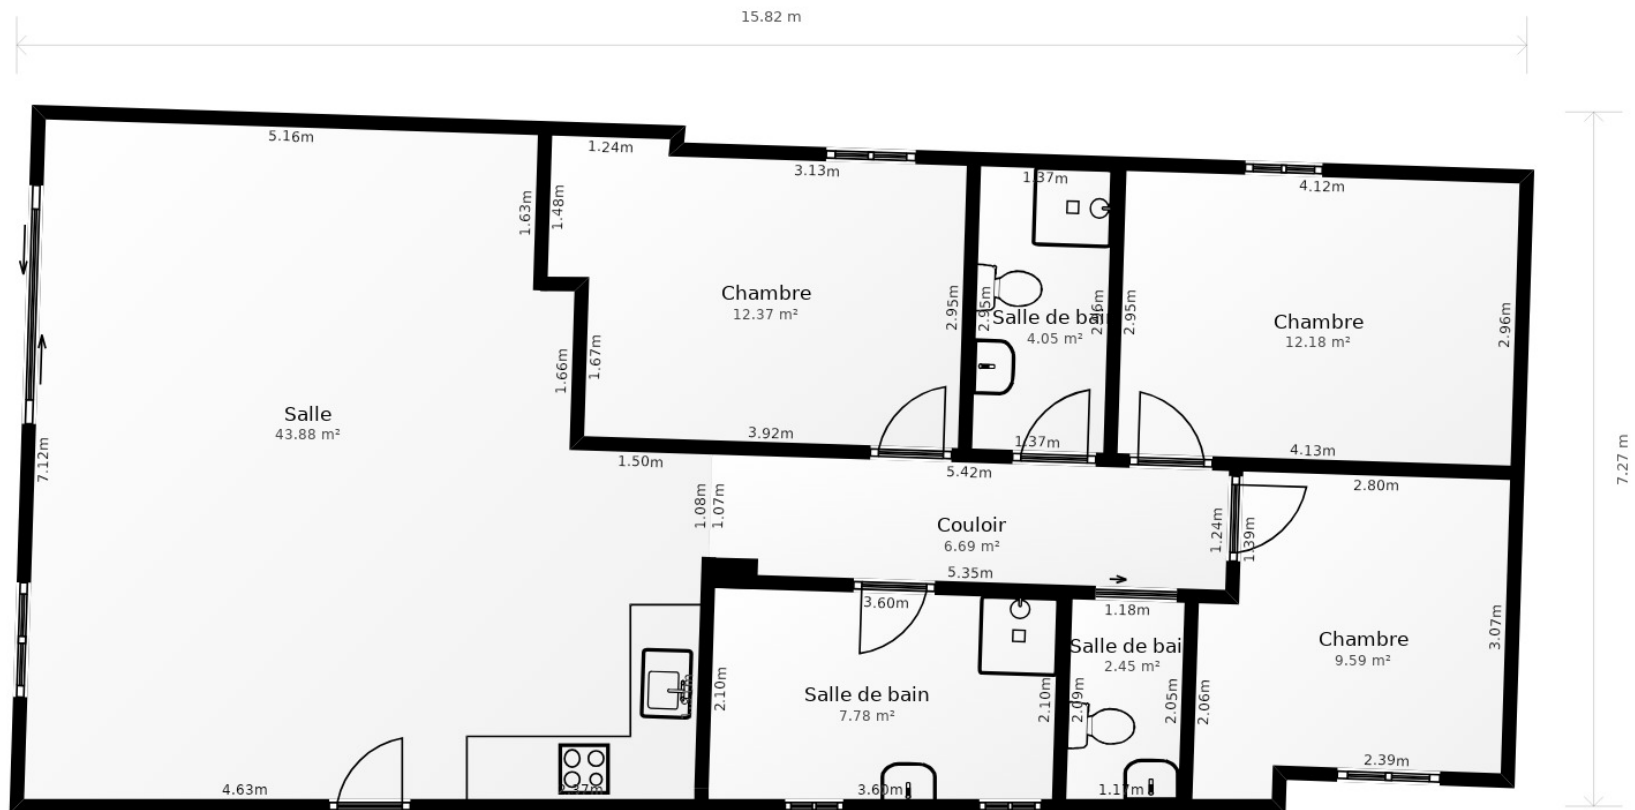 15.82 m
5.16m
1.24m
3.13m
1.37m
4.12m
1.63m
1.48m
Chambre
12.37 m²
2.95m
2.95m
Salle de bain
4.05 m²
2.95m
Chambre
12.18 m²
2.96m
1.66m
1.67m
Salle
43.88 m²
7.12m
3.92m
1.37m
4.13m
7.27 m
1.50m
5.42m
2.80m
1.08m
1.07m
Couloir
6.69 m²
1.24m
1.39m
5.35m
3.60m
1.18m
Salle de bai
2.45 m²
Chambre
9.59 m²
3.07m
2.10m
Salle de bain
7.78 m²
2.10m
2.09m
2.05m
2.06m
2.39m
4.63m
3.60m
1.17m